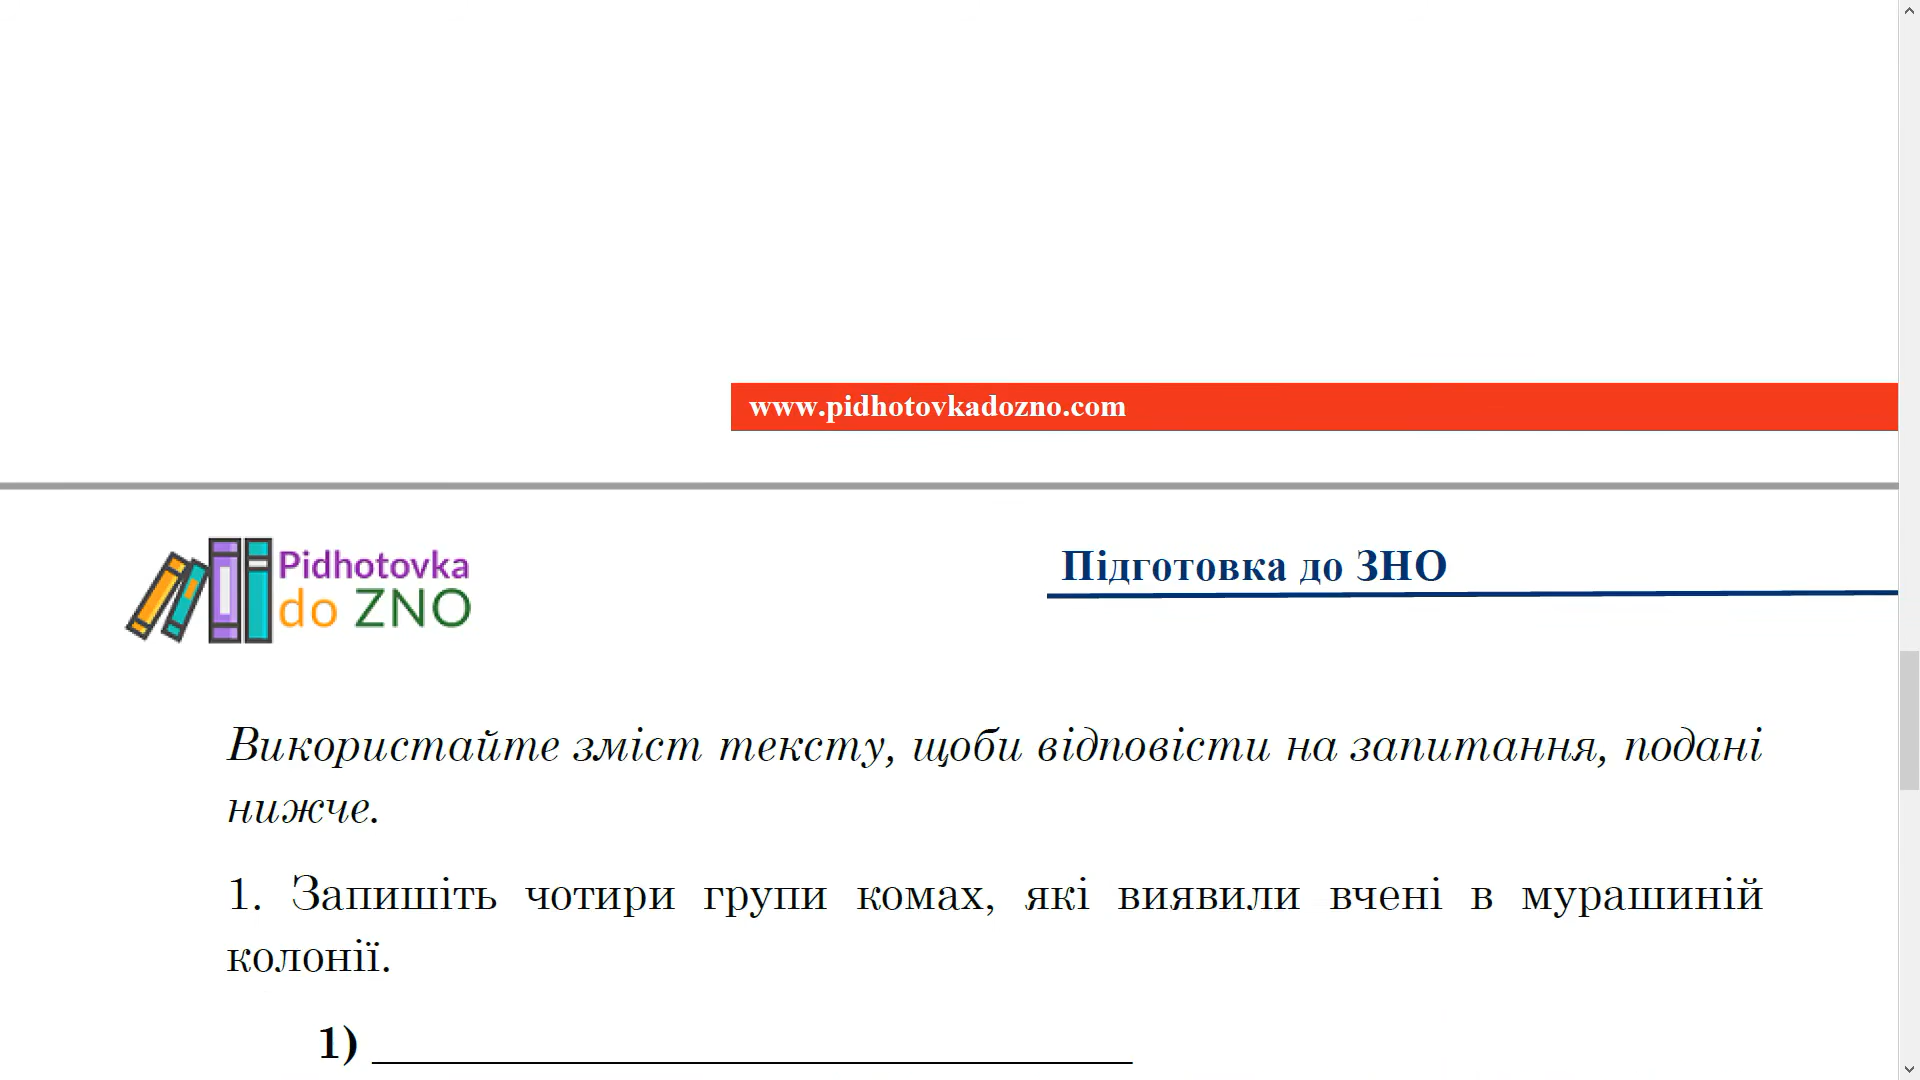 www.pidhotovkadozno.com
Pidhotovka
do ZNO
Підготовка до ЗНО
Використайте зміст тексту, щоби відповісти на запитання, подані
нижче.
1. Запишіть чотири групи комах, які виявили вчені в мурашиній
колонії.
1) ______________________________